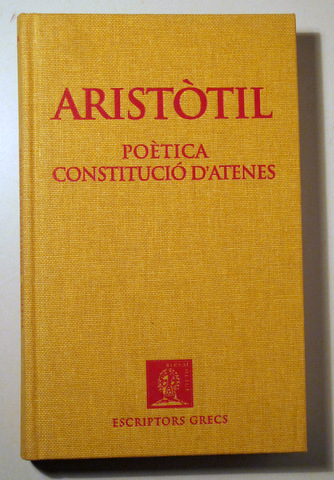 ARISTÒTIL
POÈTICA
CONSTITUCIÓ D'ATENES
ESCRIPTORS GRECS